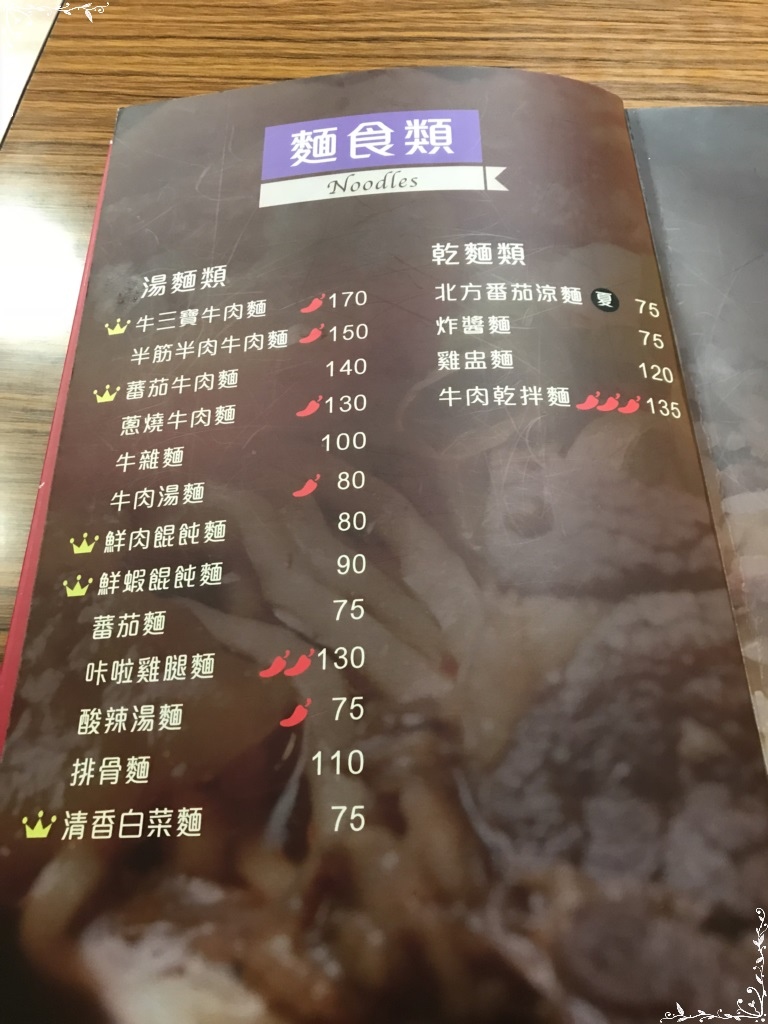 麵食類
Noodles
湯麵類
牛三寶牛肉麵 170
半筋半肉牛肉麵 150
蕃茄牛肉麵 140
蔥燒牛肉麵 130
牛雜麵 100
牛肉湯麵 80
鮮肉餛飩麵 80
鮮蝦餛飩麵 90
蕃茄麵 75
咔啦雞腿麵 130
酸辣湯麵 75
排骨麵 110
清香白菜麵 75
乾麵類
北方番茄涼麵 夏 75
炸醬麵 75
雞盅麵 120
牛肉乾拌麵 135